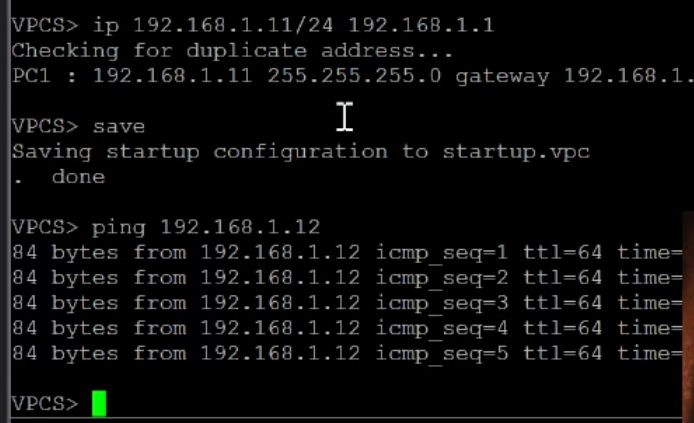 VPCS> ip 192.168.1.11/24 192.168.1.1
Checking for duplicate address...
PC1 : 192.168.1.11 255.255.255.0 gateway 192.168.1.
VPCS> save
Saving startup configuration to startup.vpc
.  done
VPCS> ping 192.168.1.12
84 bytes from 192.168.1.12 icmp_seq=1 ttl=64 time=
84 bytes from 192.168.1.12 icmp_seq=2 ttl=64 time=
84 bytes from 192.168.1.12 icmp_seq=3 ttl=64 time=
84 bytes from 192.168.1.12 icmp_seq=4 ttl=64 time=
84 bytes from 192.168.1.12 icmp_seq=5 ttl=64 time=
VPCS>